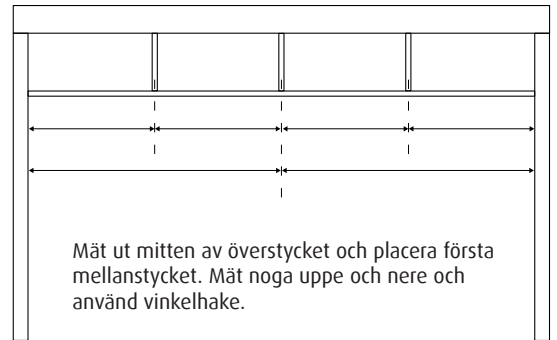 Mät ut mitten av överstycket och placera första
mellanstycket. Mät noga uppe och nere och
använd vinkelhake.